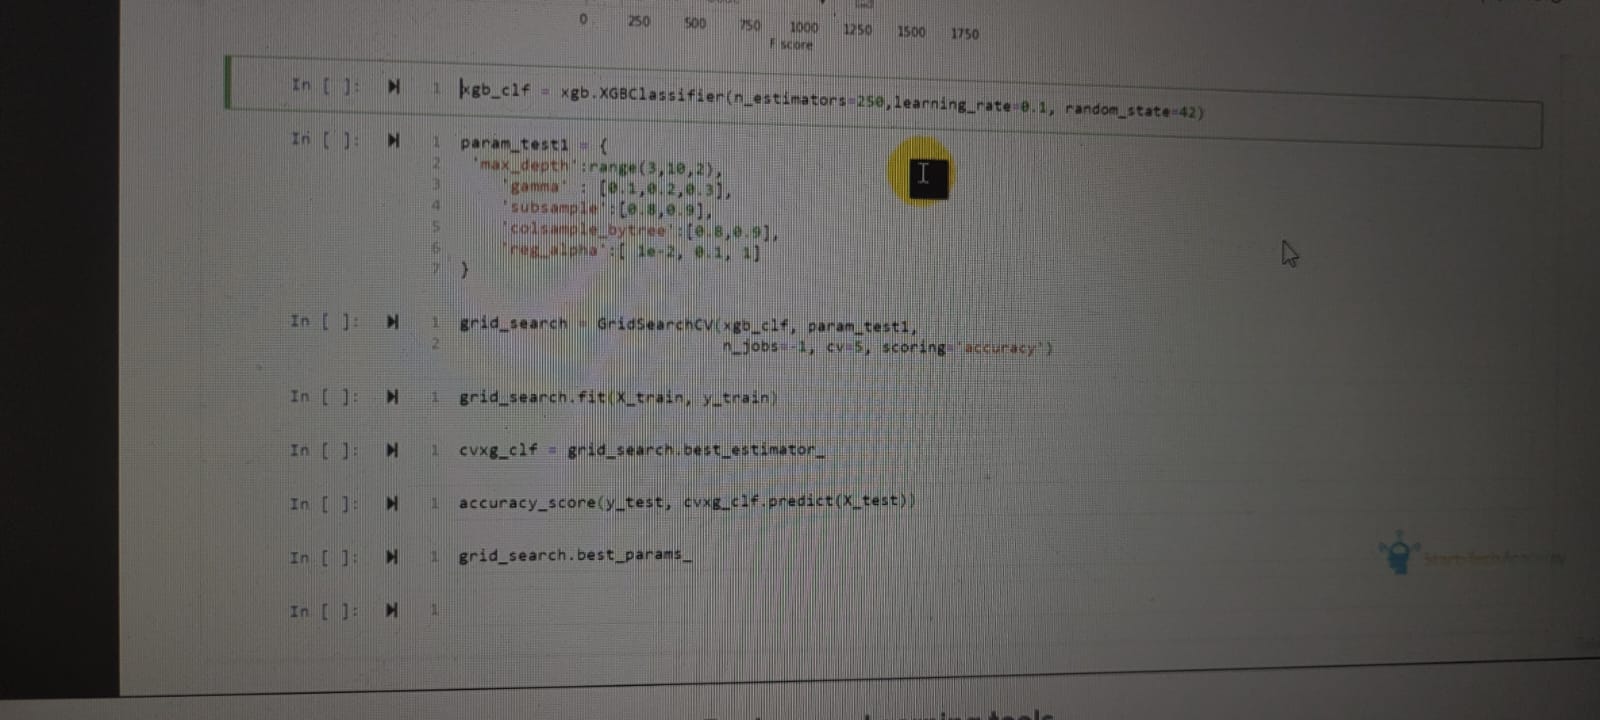 0 250 500 750 1000 1250 1500 1750
F score
In [ ]: 1 xgb_clf = xgb.XGBClassifier(n_estimators=250,learning_rate=0.1, random_state=42)
In [ ]: 1 param_test1 = {
2 'max_depth':range(3,10,2),
3 'gamma' : [0.1,0.2,0.3],
4 'subsample':[0.8,0.9],
5 'colsample_bytree':[0.8,0.9],
6 'reg_alpha':[ 1e-2, 0.1, 1]
7 }
In [ ]: 1 grid_search = GridSearchCV(xgb_clf, param_test1,
2 n_jobs=-1, cv=5, scoring='accuracy')
In [ ]: 1 grid_search.fit(X_train, y_train)
In [ ]: 1 cvxg_clf = grid_search.best_estimator_
In [ ]: 1 accuracy_score(y_test, cvxg_clf.predict(X_test))
In [ ]: 1 grid_search.best_params_
In [ ]: 1